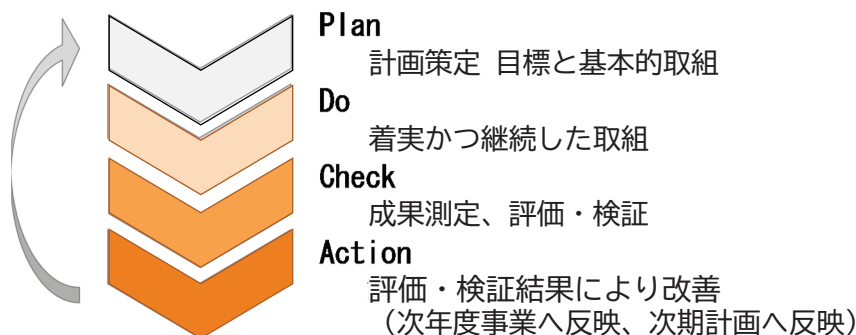 Plan
計画策定 目標と基本的取組
Do
着実かつ継続した取組
Check
成果測定、評価・検証
Action
評価・検証結果により改善
（次年度事業へ反映、次期計画へ反映）